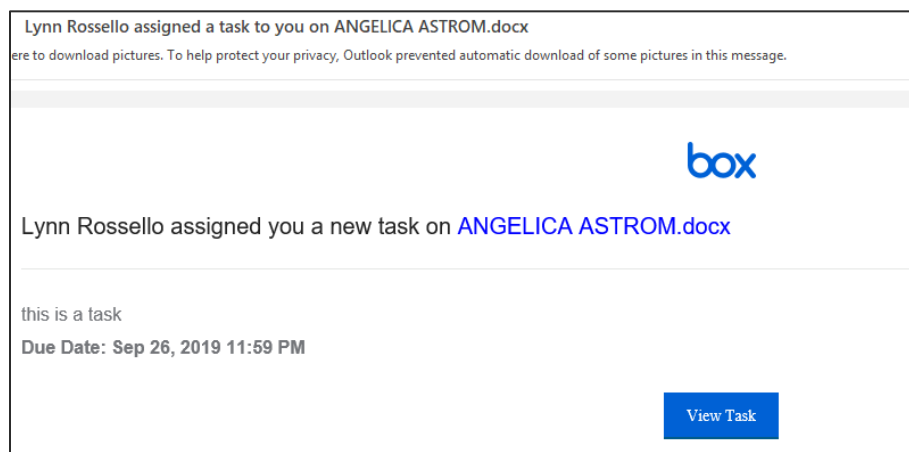 Lynn Rossello assigned a task to you on ANGELICA ASTROM.docx
ere to download pictures. To help protect your privacy, Outlook prevented automatic download of some pictures in this message.
box
Lynn Rossello assigned you a new task on ANGELICA ASTROM.docx
this is a task
Due Date: Sep 26, 2019 11:59 PM
View Task